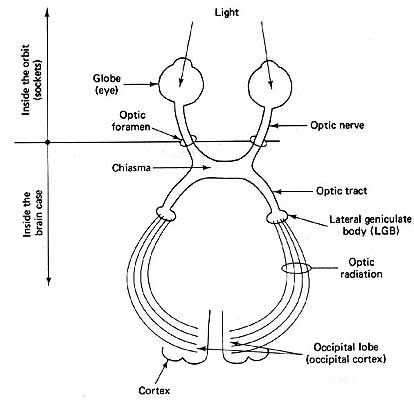 Light
Inside the orbit
(sockets)
Globe
(eye)
Optic
foramen
Optic nerve
Chiasma
Optic tract
Inside the
brain case
Lateral geniculate
body (LGB)
Optic
radiation
Occipital lobe
(occipital cortex)
Cortex